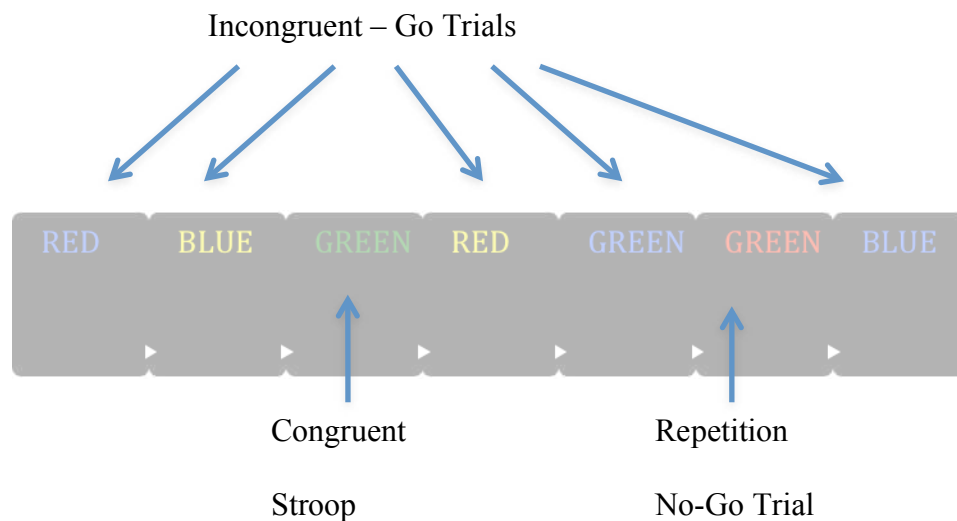 Incongruent – Go Trials
RED BLUE GREEN RED GREEN GREEN BLUE
Congruent Repetition
Stroop No-Go Trial